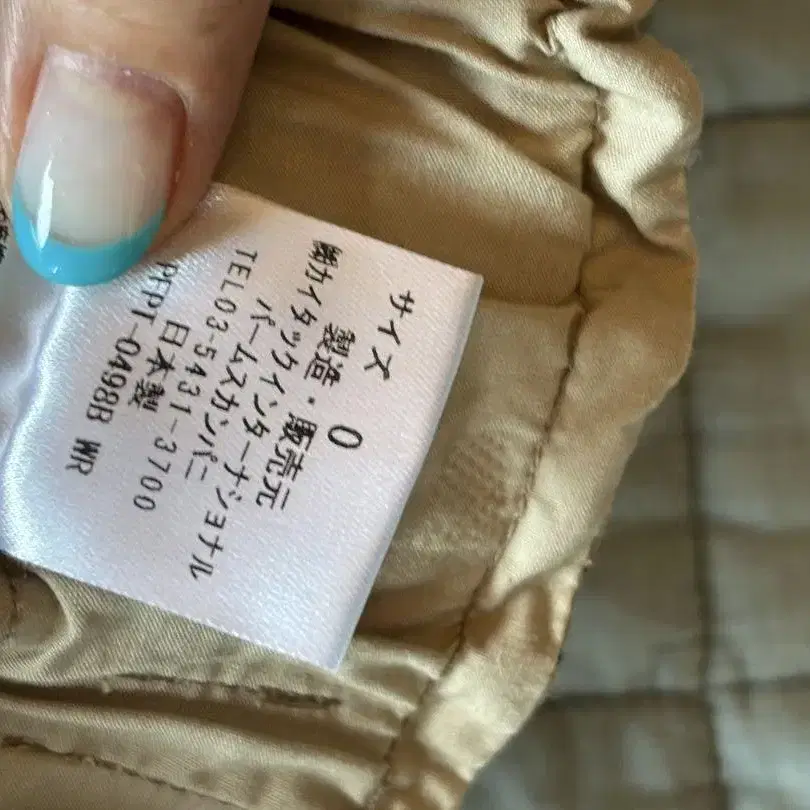 サイズ 0
製造・販売元
㈱カイタックインターナショナル
パームスカンパニ
TEL03-5431-3700
日本製
PFPT-0498B WR